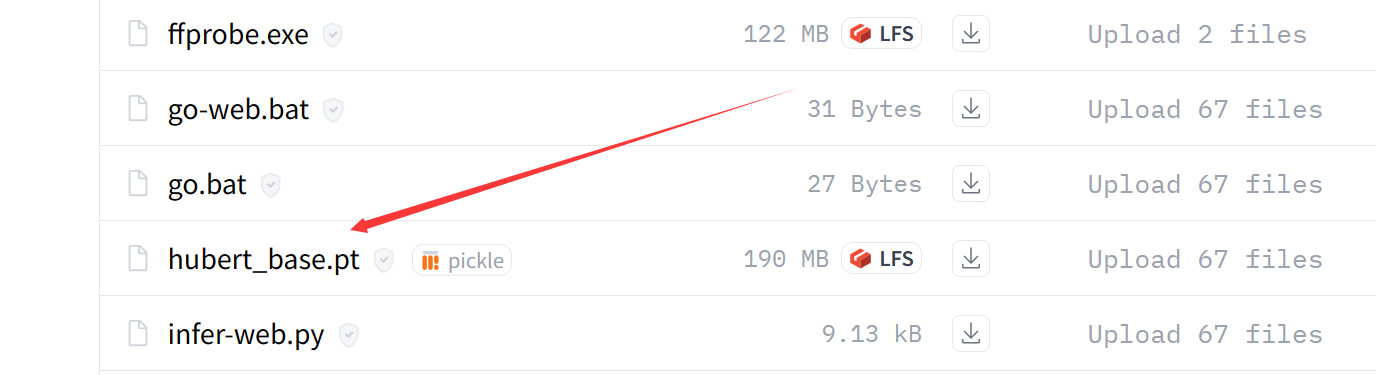 ffprobe.exe 122 MB LFS Upload 2 files
go-web.bat 31 Bytes Upload 67 files
go.bat 27 Bytes Upload 67 files
hubert_base.pt pickle 190 MB LFS Upload 67 files
infer-web.py 9.13 kB Upload 67 files